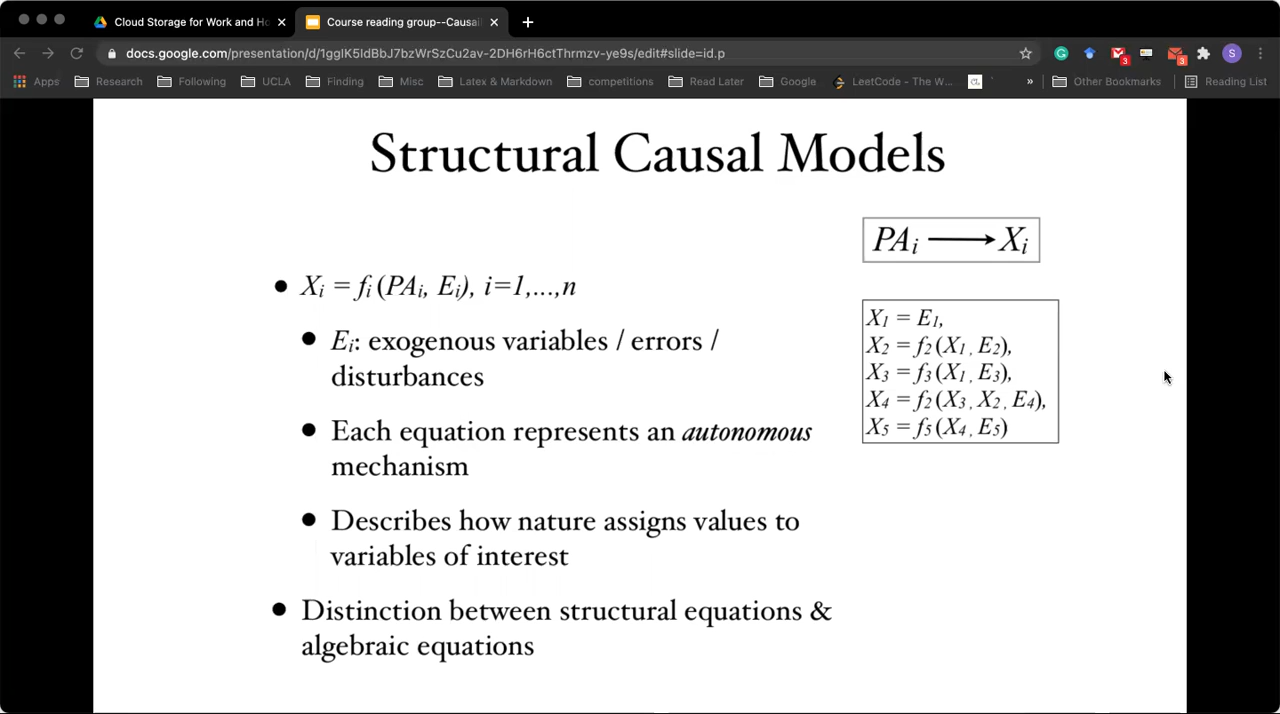 Cloud Storage for Work and Ho
Course reading group--Causal
docs.google.com/presentation/d/1gglK5IdBbJ7bzWrSzCu2av-2DH6rH6ctThrmzv-ye9s/edit#slide=id.p
3
3
S
Apps Research Following UCLA Finding Misc Latex & Markdown competitions Read Later Google LeetCode - The W... CL » Other Bookmarks Reading List
Structural Causal Models
PAi → Xi
• Xi = fi (PAi, Ei), i=1,...,n
• Ei: exogenous variables / errors /
disturbances
• Each equation represents an autonomous
mechanism
• Describes how nature assigns values to
variables of interest
• Distinction between structural equations &
algebraic equations
X1 = E1,
X2 = f2 (X1 , E2),
X3 = f3 (X1 , E3),
X4 = f2 (X3 , X2 , E4),
X5 = f5 (X4 , E5)